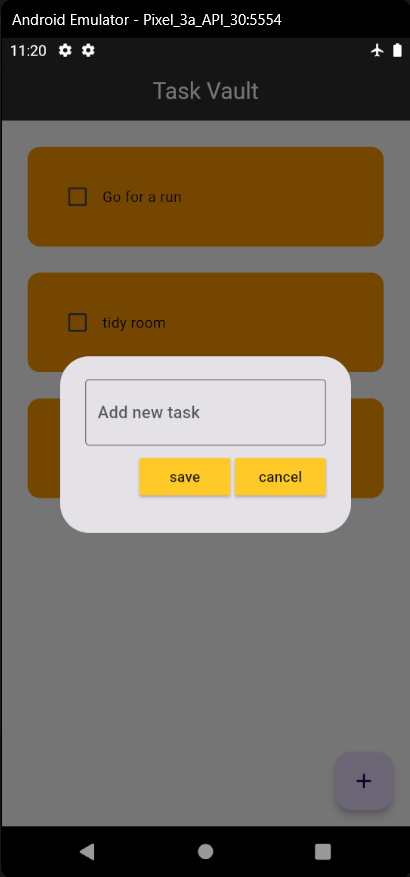 Android Emulator - Pixel_3a_API_30:5554
11:20
Task Vault
Go for a run
tidy room
Add new task
save cancel
+